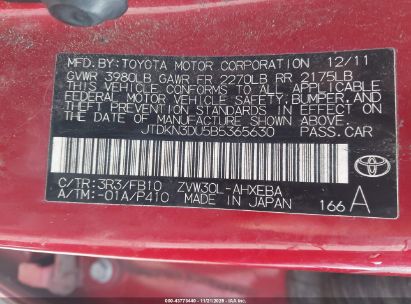 MFD. BY: TOYOTA MOTOR CORPORATION 12/11
GVWR 3980LB GAWR FR 2270LB RR 2175LB
THIS VEHICLE CONFORMS TO ALL APPLICABLE
FEDERAL MOTOR VEHICLE SAFETY, BUMPER, AND
THEFT PREVENTION STANDARDS IN EFFECT ON
THE DATE OF MANUFACTURE SHOWN ABOVE.
JTDKN3DU5B5365630 PASS.CAR
C/TR: 3R3/FB10 ZVW30L-AHXEBA
A/TM: -01A/P410 MADE IN JAPAN
166 A
TOYOTA